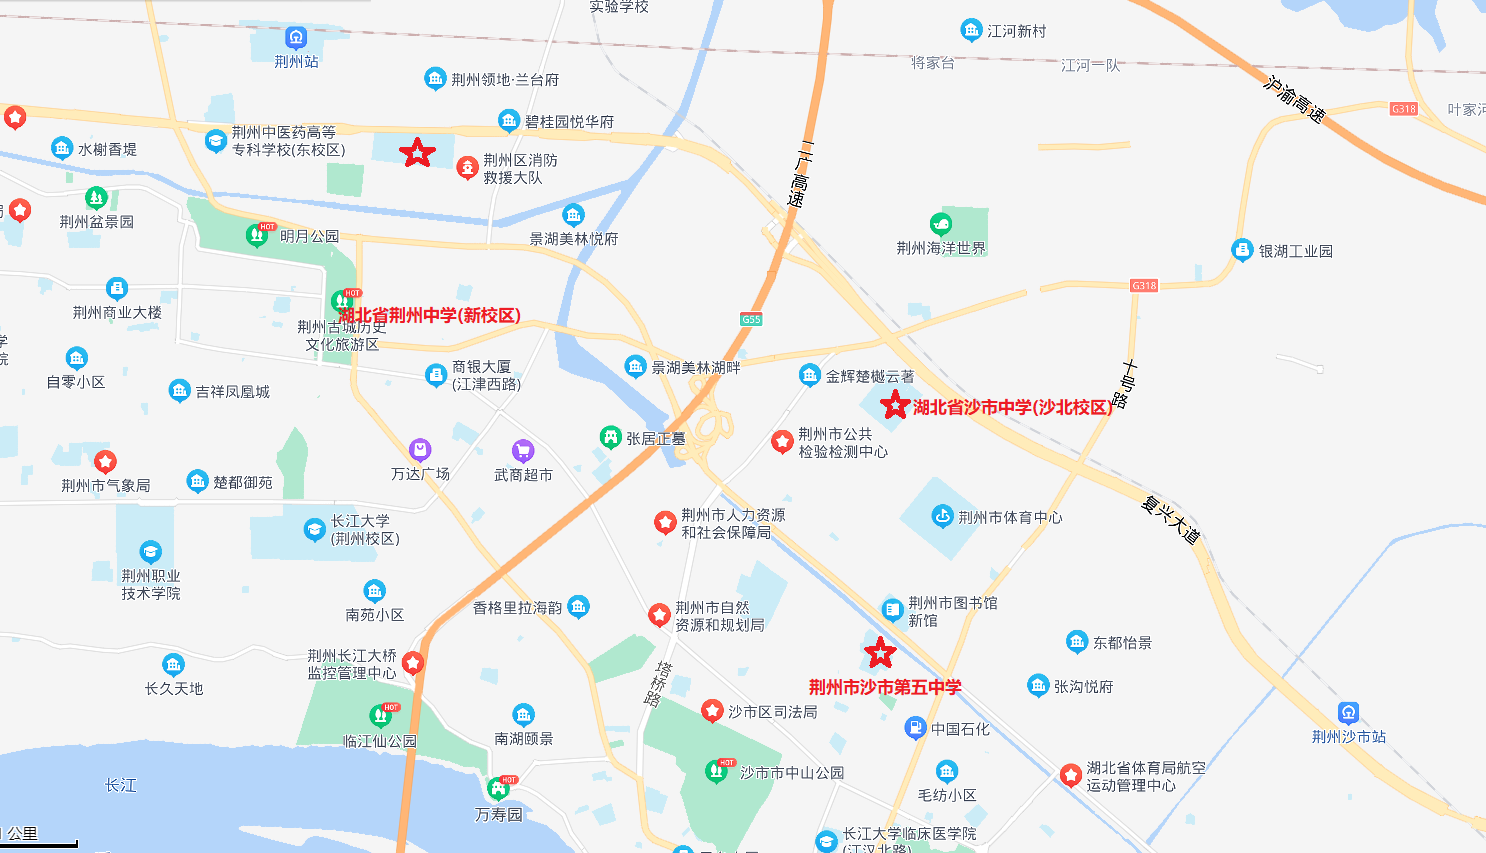 实验学校
江河新村
荆州站
将家台
江河一队
荆州领地·兰台府
沪渝高速
G318
叶家河
碧桂园悦华府
荆州中医药高等
专科学校(东校区)
水榭香堤
二广高速
荆州区消防
救援大队
荆州盆景园
HOT
明月公园
景湖美林悦府
荆州海洋世界
银湖工业园
G318
荆州商业大楼
HOT
湖北省荆州中学(新校区)
荆州古城历史
文化旅游区
G55
学
院
自零小区
商银大厦
(江津西路)
景湖美林湖畔
金辉楚樾云著
十号路
吉祥凤凰城
湖北省沙市中学(沙北校区)
张居正墓
荆州市公共
检验检测中心
万达广场
武商超市
荆州市气象局
楚都御苑
长江大学
(荆州校区)
荆州市人力资源
和社会保障局
荆州市体育中心
复兴大道
荆州职业
技术学院
南苑小区
香格里拉海韵
荆州市自然
资源和规划局
荆州市图书馆
新馆
东都怡景
荆州长江大桥
监控管理中心
长久天地
塔桥路
荆州市沙市第五中学
张沟悦府
HOT
临江仙公园
南湖颐景
沙市区司法局
中国石化
荆州沙市站
HOT
沙市市中山公园
湖北省体育局航空
运动管理中心
长江
HOT
万寿园
毛纺小区
公里
长江大学临床医学院
(江汉北路)